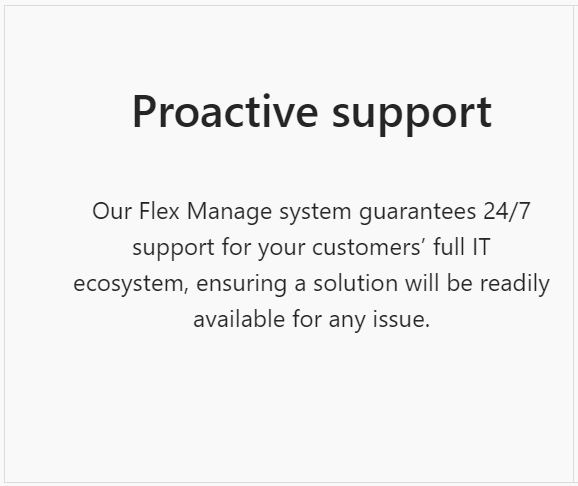 Proactive support
Our Flex Manage system guarantees 24/7
support for your customers’ full IT
ecosystem, ensuring a solution will be readily
available for any issue.